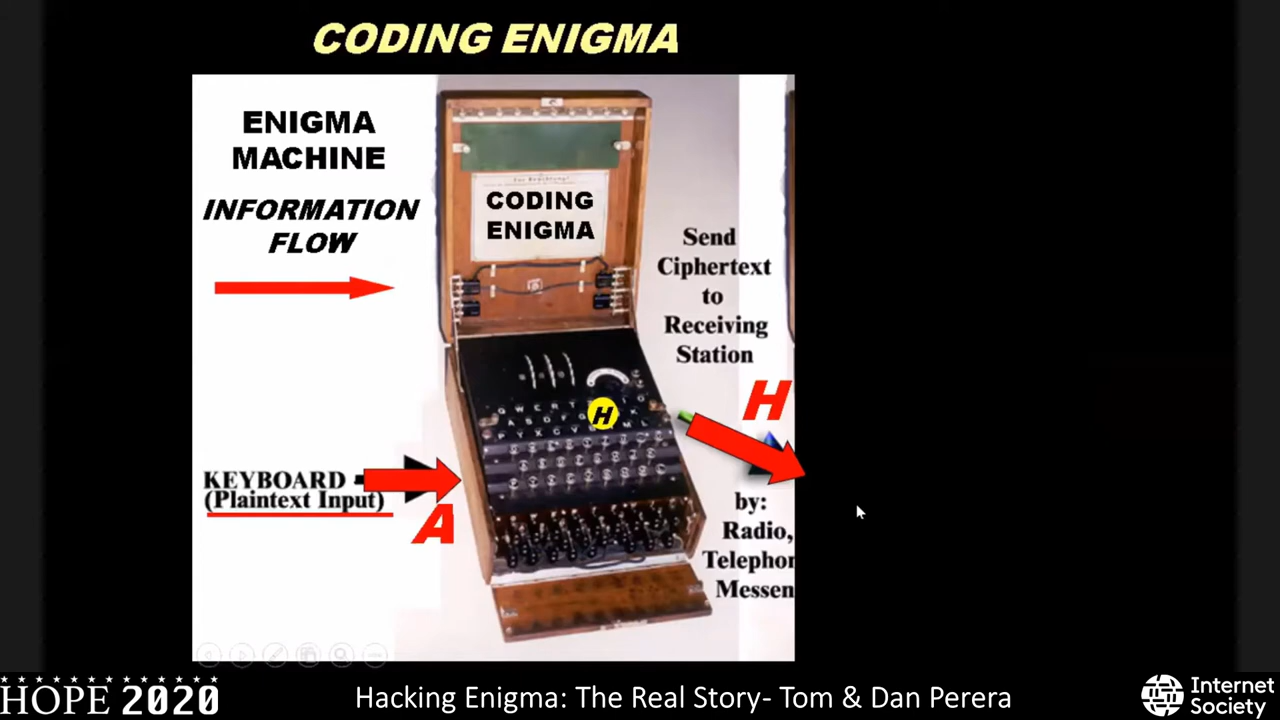 CODING ENIGMA
ENIGMA
MACHINE
INFORMATION
FLOW
CODING
ENIGMA
Send
Ciphertext
to
Receiving
Station
H
H
KEYBOARD
(Plaintext Input)
A
by:
Radio,
Telephon
Messen
HOPE 2020
Hacking Enigma: The Real Story- Tom & Dan Perera
Internet
Society